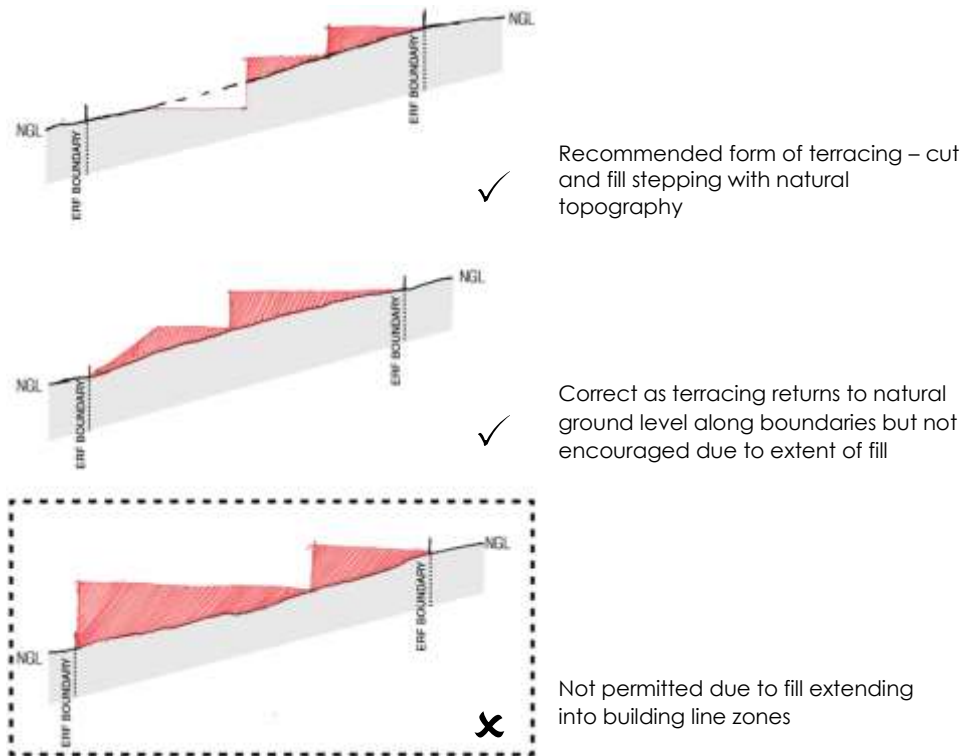 NGL
ERF BOUNDARY
NGL
ERF BOUNDARY
✓
Recommended form of terracing – cut
and fill stepping with natural
topography
NGL
ERF BOUNDARY
NGL
ERF BOUNDARY
✓
Correct as terracing returns to natural
ground level along boundaries but not
encouraged due to extent of fill
NGL
ERF BOUNDARY
NGL
ERF BOUNDARY
✗
Not permitted due to fill extending
into building line zones